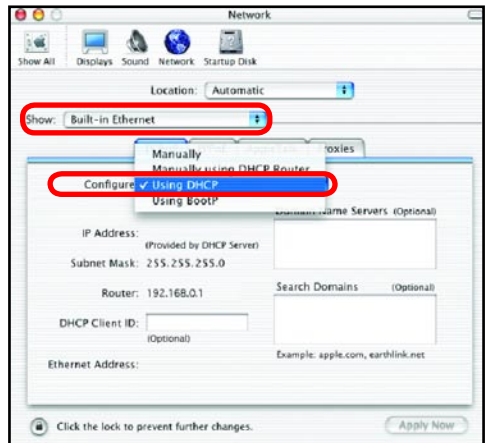 Network
Show All Displays Sound Network Startup Disk
Location: Automatic
Show: Built-in Ethernet
Proxies
Manually
Manually using DHCP Router
Configure ✓ Using DHCP
Using BootP
Domain Name Servers (Optional)
IP Address:
(Provided by DHCP Server)
Subnet Mask: 255.255.255.0
Router: 192.168.0.1
Search Domains (Optional)
DHCP Client ID:
(Optional)
Example: apple.com, earthlink.net
Ethernet Address:
Click the lock to prevent further changes.
Apply Now